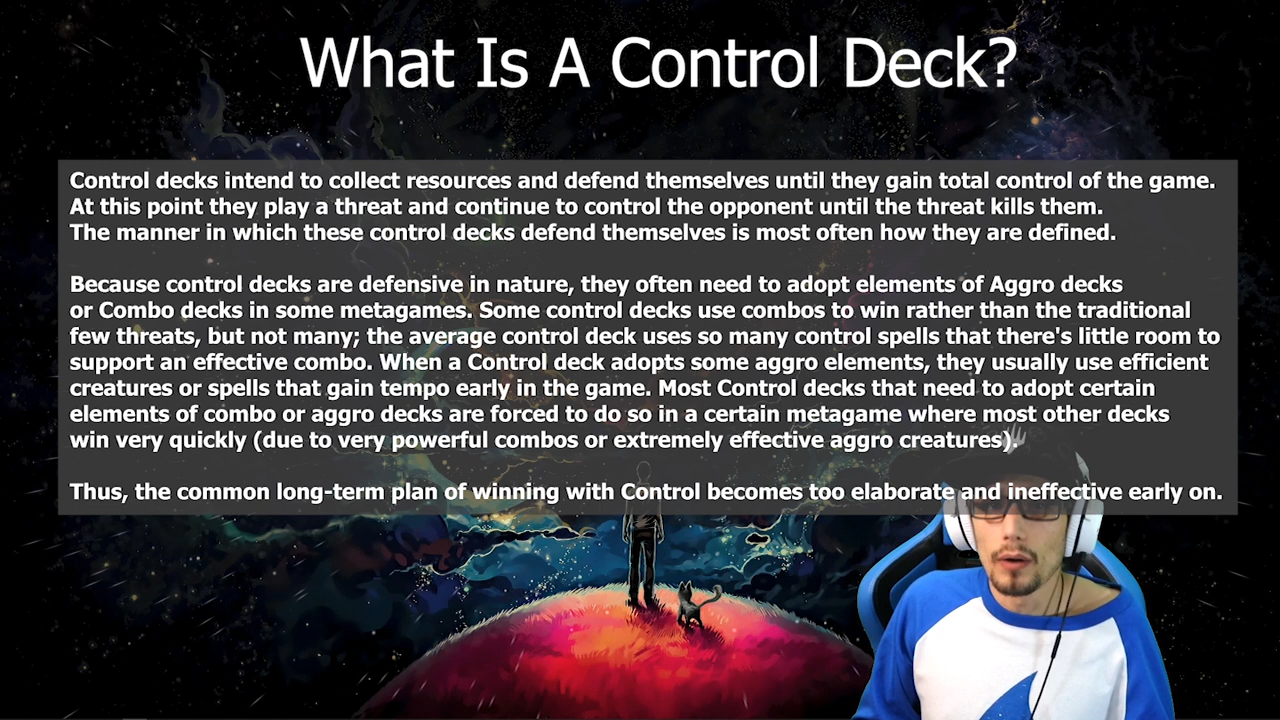 What Is A Control Deck?
Control decks intend to collect resources and defend themselves until they gain total control of the game.
At this point they play a threat and continue to control the opponent until the threat kills them.
The manner in which these control decks defend themselves is most often how they are defined.
Because control decks are defensive in nature, they often need to adopt elements of Aggro decks
or Combo decks in some metagames. Some control decks use combos to win rather than the traditional
few threats, but not many; the average control deck uses so many control spells that there's little room to
support an effective combo. When a Control deck adopts some aggro elements, they usually use efficient
creatures or spells that gain tempo early in the game. Most Control decks that need to adopt certain
elements of combo or aggro decks are forced to do so in a certain metagame where most other decks
win very quickly (due to very powerful combos or extremely effective aggro creatures).
Thus, the common long-term plan of winning with Control becomes too elaborate and ineffective early on.